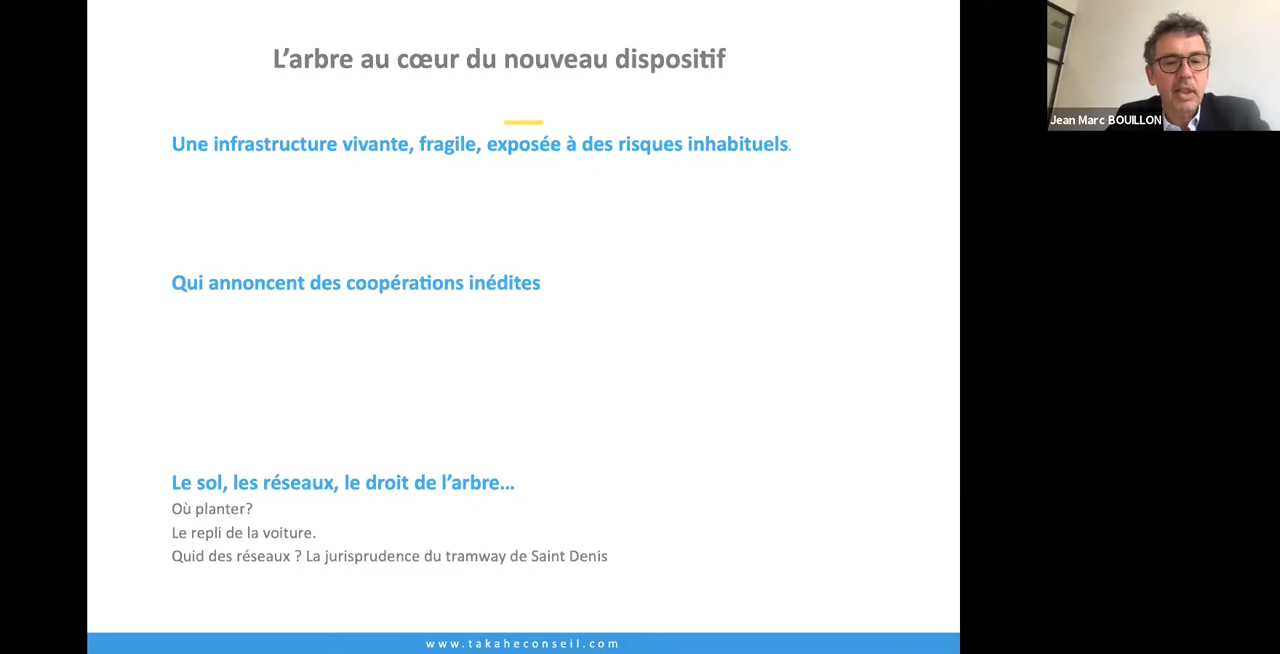 L'arbre au cœur du nouveau dispositif
Une infrastructure vivante, fragile, exposée à des risques inhabituels.
Qui annoncent des coopérations inédites
Le sol, les réseaux, le droit de l'arbre…
Où planter?
Le repli de la voiture.
Quid des réseaux ? La jurisprudence du tramway de Saint Denis
www.takaheconseil.com
Jean Marc BOUILLON